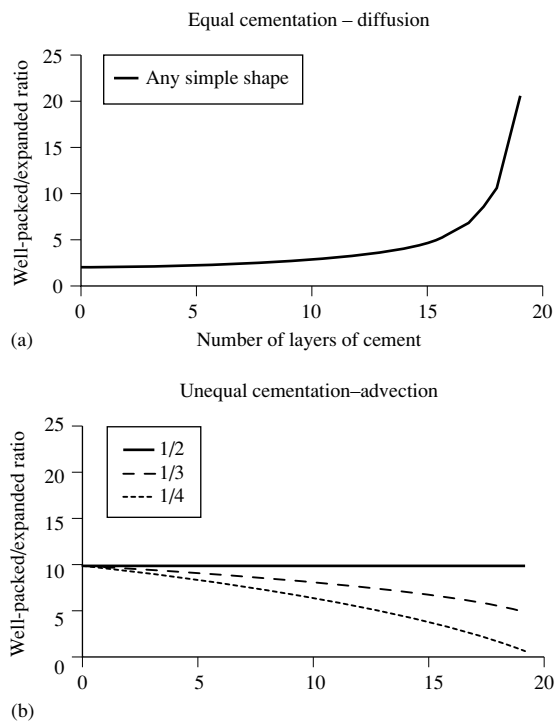 Equal cementation – diffusion
Well-packed/expanded ratio
25
20
15
10
5
0
Any simple shape
0 5 10 15 20
Number of layers of cement
(a)
Unequal cementation–advection
Well-packed/expanded ratio
25
20
15
10
5
0
1/2
1/3
1/4
0 5 10 15 20
(b)